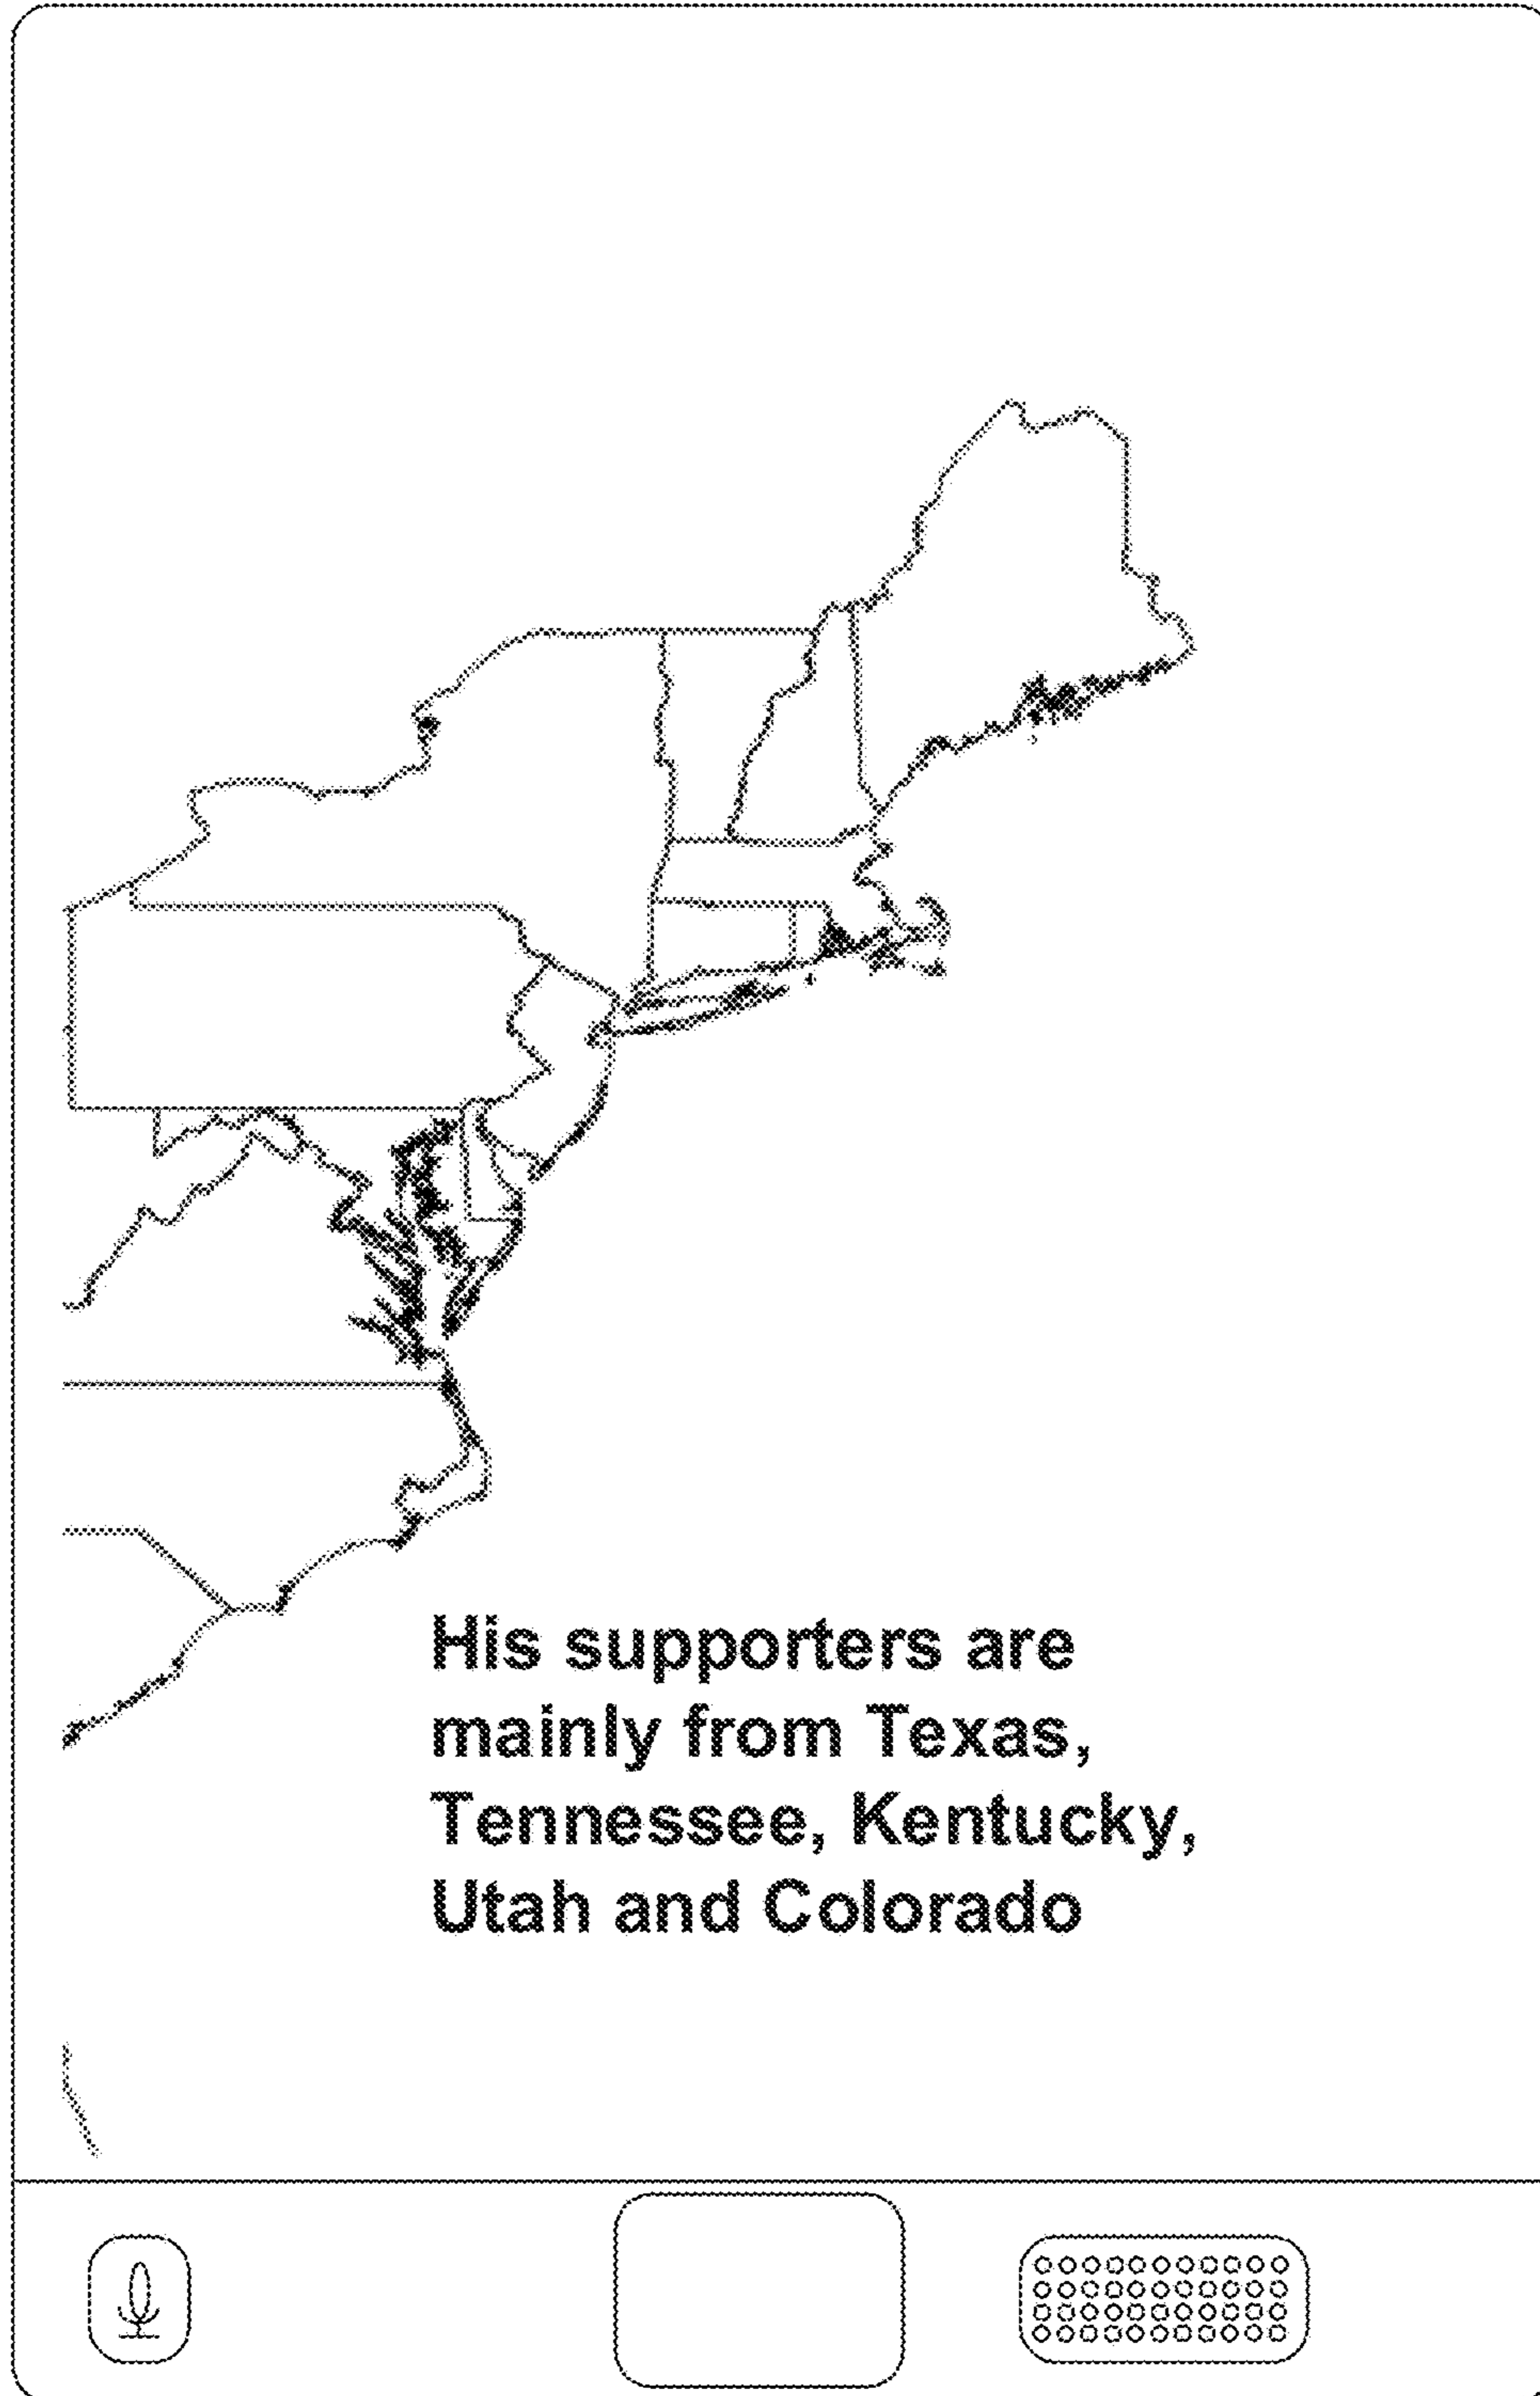 His supporters are
mainly from Texas,
Tennessee, Kentucky,
Utah and Colorado